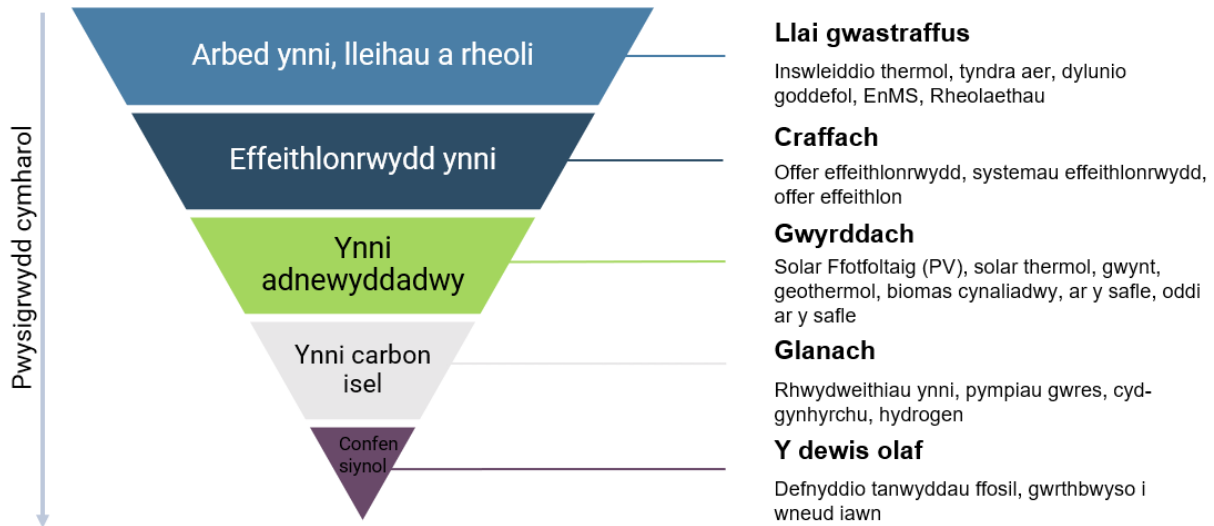 Pwysigrwydd cymharol
Arbed ynni, lleihau a rheoli
Llai gwastraffus
Inswleiddio thermol, tyndra aer, dylunio
goddefol, EnMS, Rheolaethau
Effeithlonrwydd ynni
Craffach
Offer effeithlonrwydd, systemau effeithlonrwydd,
offer effeithlon
Ynni
adnewyddadwy
Gwyrddach
Solar Ffotfoltaig (PV), solar thermol, gwynt,
geothermol, biomas cynaliadwy, ar y safle, oddi
ar y safle
Ynni carbon
isel
Glanach
Rhwydweithiau ynni, pympiau gwres, cyd-
gynhyrchu, hydrogen
Confen
siynol
Y dewis olaf
Defnyddio tanwyddau ffosil, gwrthbwyso i
wneud iawn